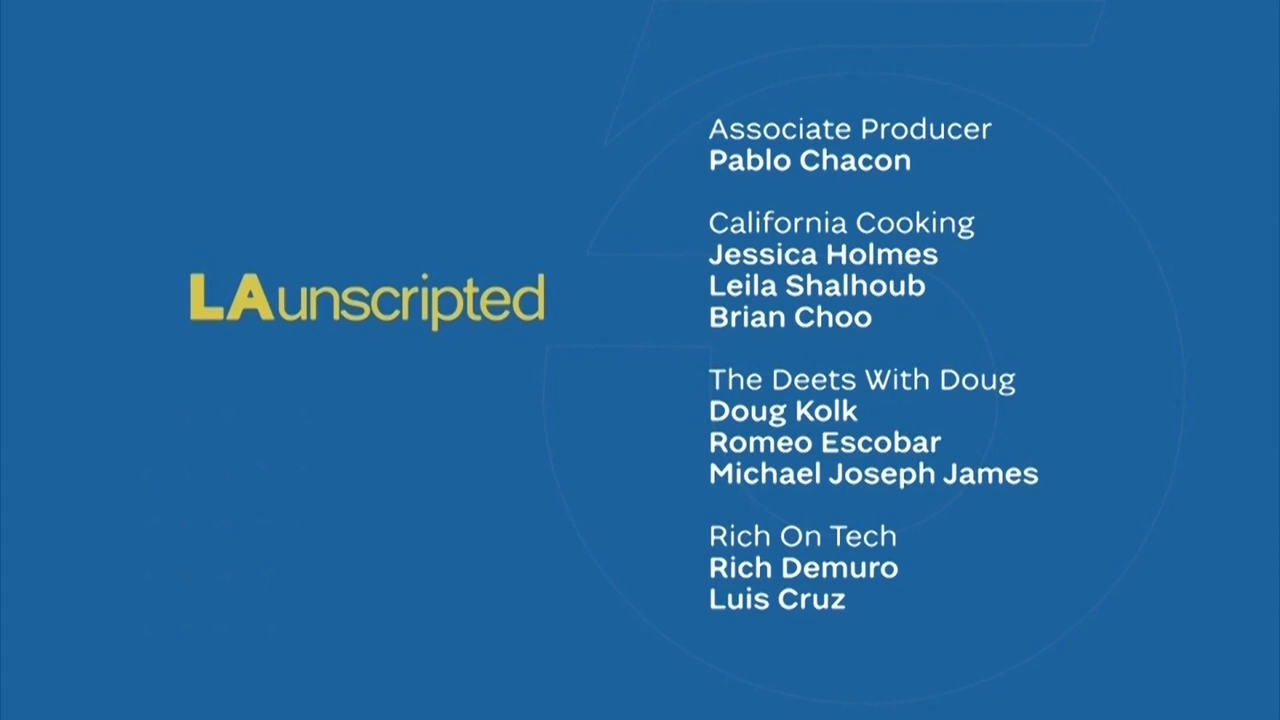 LAunscripted
Associate Producer
Pablo Chacon
California Cooking
Jessica Holmes
Leila Shalhoub
Brian Choo
The Deets With Doug
Doug Kolk
Romeo Escobar
Michael Joseph James
Rich On Tech
Rich Demuro
Luis Cruz